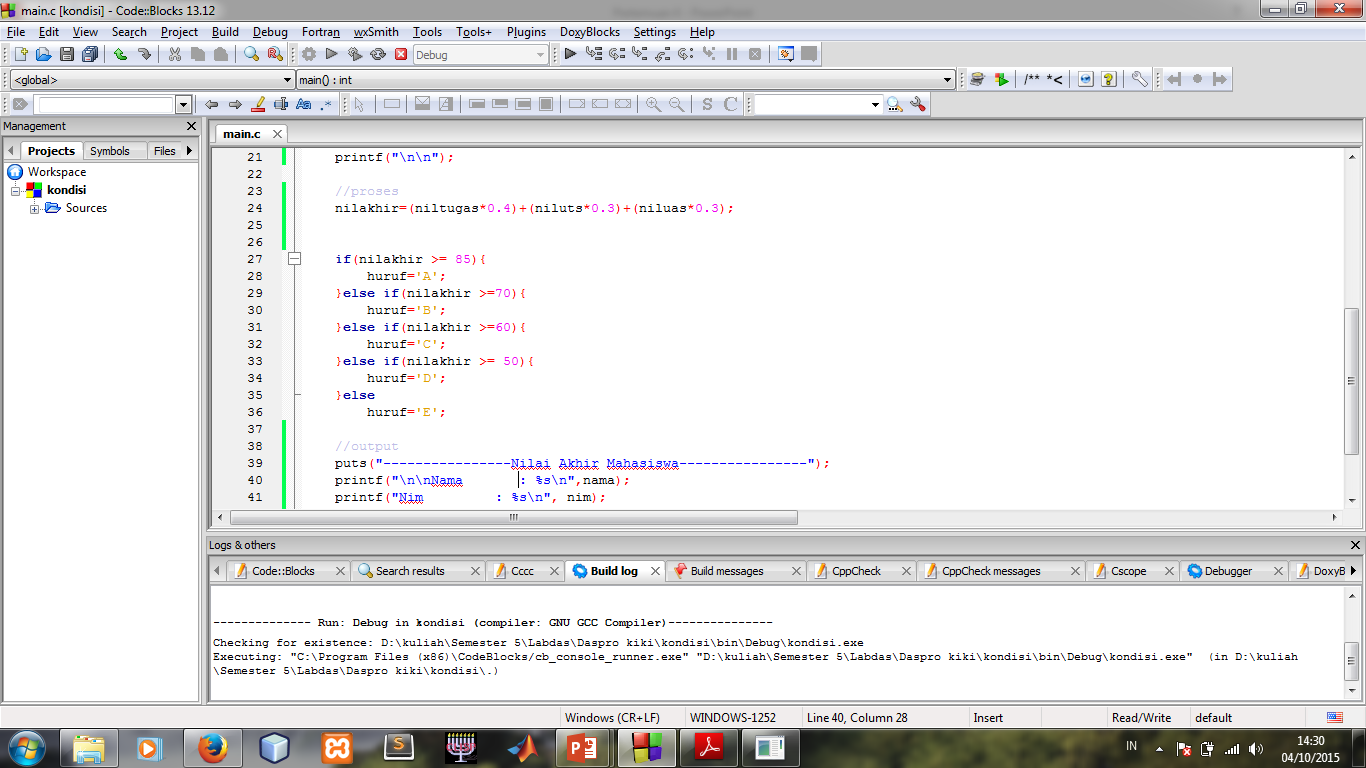 main.c [kondisi] - Code::Blocks 13.12
File Edit View Search Project Build Debug Fortran wxSmith Tools Tools+ Plugins DoxyBlocks Settings Help
Debug
<global> main() : int
/** *<
Aa .*
S C
Management
Projects Symbols Files
Workspace
kondisi
Sources
main.c
21 printf("\n\n");
22
23 //proses
24 nilakhir=(niltugas*0.4)+(niluts*0.3)+(niluas*0.3);
25
26
27 if(nilakhir >= 85){
28 huruf='A';
29 }else if(nilakhir >=70){
30 huruf='B';
31 }else if(nilakhir >=60){
32 huruf='C';
33 }else if(nilakhir >= 50){
34 huruf='D';
35 }else
36 huruf='E';
37
38 //output
39 puts("----------------Nilai Akhir Mahasiswa----------------");
40 printf("\n\nNama       : %s\n",nama);
41 printf("Nim         : %s\n", nim);
Logs & others
Code::Blocks Search results Cccc Build log Build messages CppCheck CppCheck messages Cscope Debugger DoxyB
-------------- Run: Debug in kondisi (compiler: GNU GCC Compiler)---------------
Checking for existence: D:\kuliah\Semester 5\Labdas\Daspro kiki\kondisi\bin\Debug\kondisi.exe
Executing: "C:\Program Files (x86)\CodeBlocks/cb_console_runner.exe" "D:\kuliah\Semester 5\Labdas\Daspro kiki\kondisi\bin\Debug\kondisi.exe"  (in D:\kuliah
\Semester 5\Labdas\Daspro kiki\kondisi\.)
Windows (CR+LF) WINDOWS-1252 Line 40, Column 28 Insert Read/Write default
IN 14:30
04/10/2015